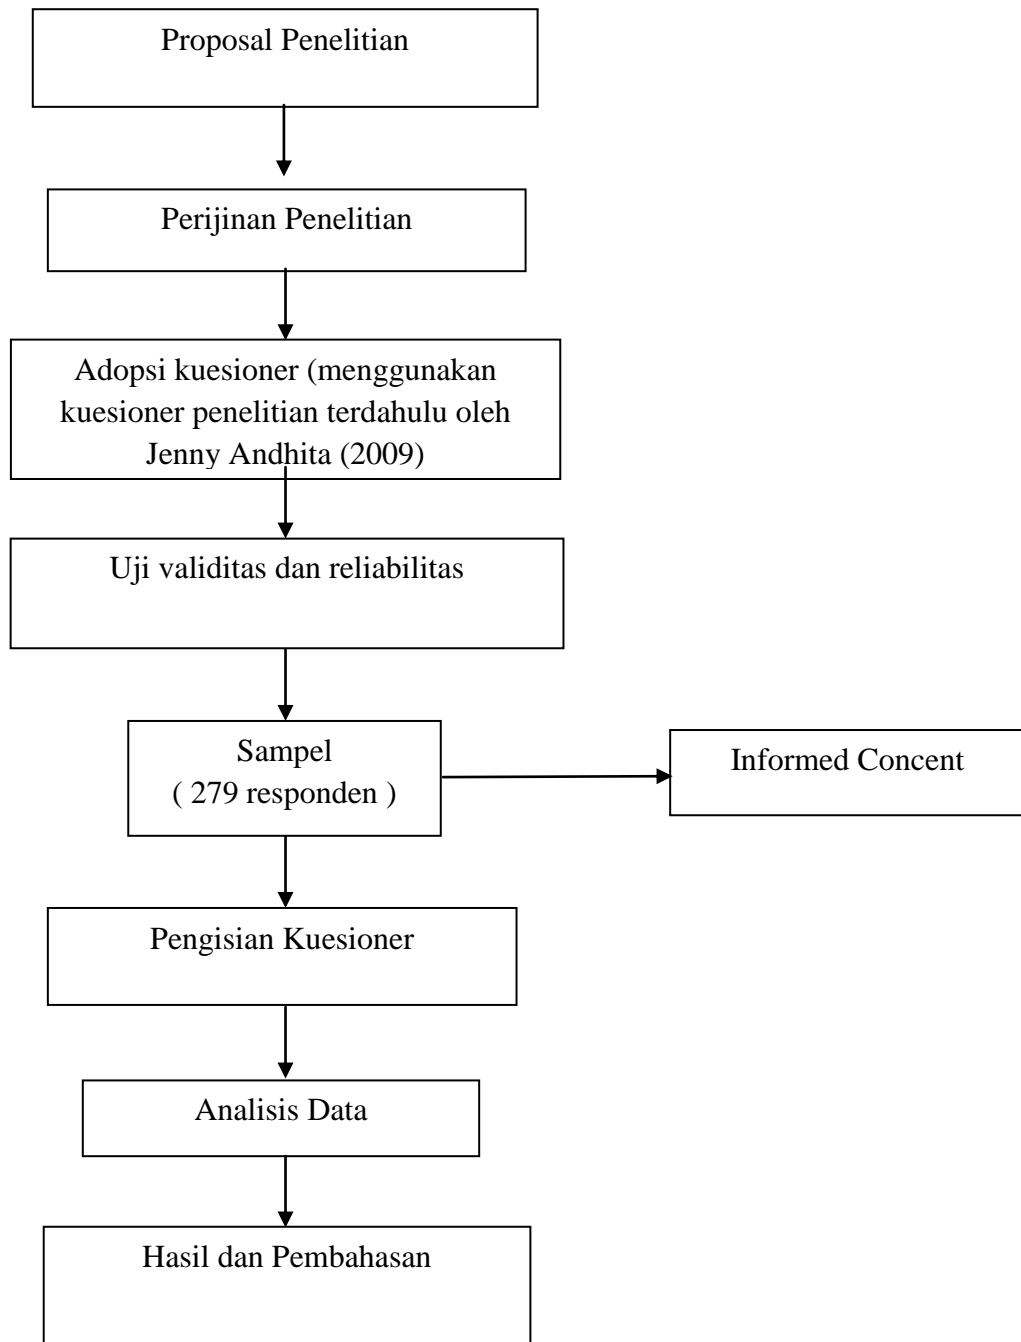 Proposal Penelitian
Perijinan Penelitian
Adopsi kuesioner (menggunakan
kuesioner penelitian terdahulu oleh
Jenny Andhita (2009)
Uji validitas dan reliabilitas
Sampel
( 279 responden )
Informed Concent
Pengisian Kuesioner
Analisis Data
Hasil dan Pembahasan